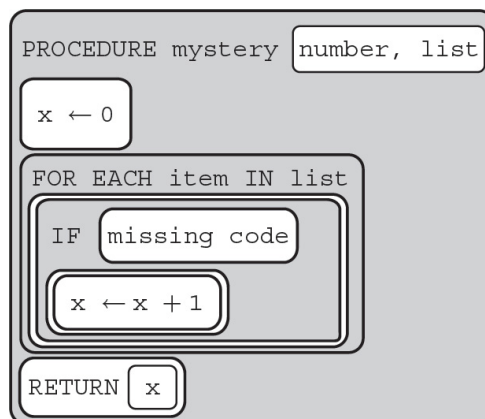 PROCEDURE mystery number, list
x ← 0
FOR EACH item IN list
IF missing code
x ← x + 1
RETURN x